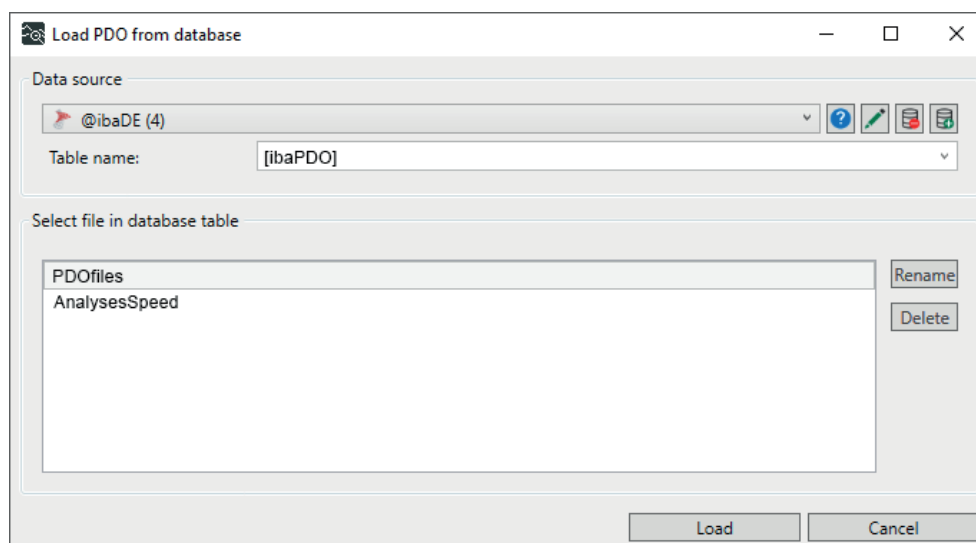 Load PDO from database
Data source
@ibaDE (4)
Table name: [ibaPDO]
Select file in database table
PDOfiles
AnalysesSpeed
Rename
Delete
Load Cancel